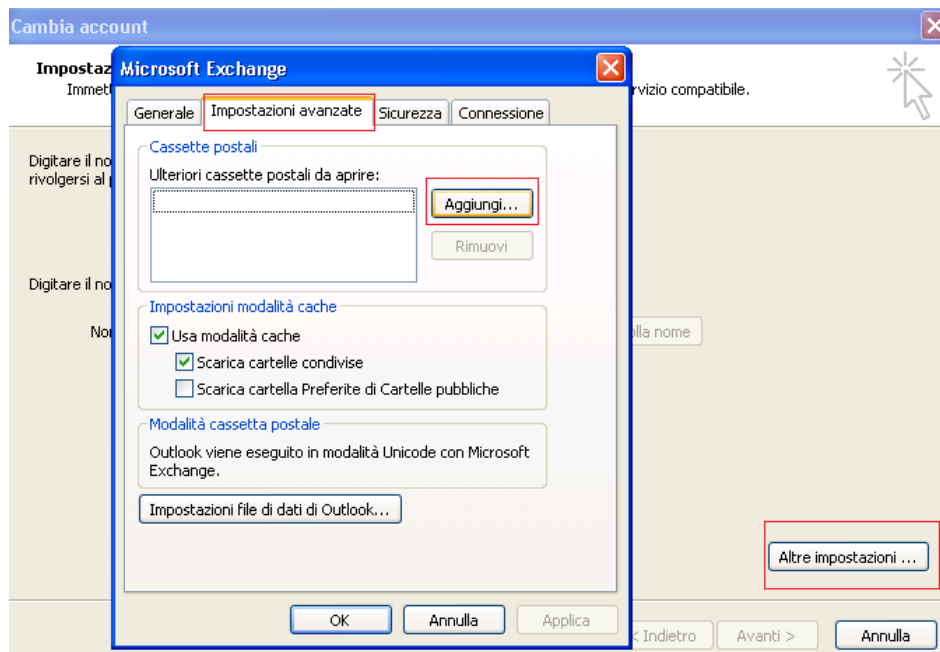 Cambia account
Impostaz
Immett
rvizio compatibile.
Microsoft Exchange
Generale
Impostazioni avanzate
Sicurezza
Connessione
Digitare il no
rivolgersi al p
Cassette postali
Ulteriori cassette postali da aprire:
Aggiungi...
Rimuovi
Digitare il no
Nor
olla nome
Impostazioni modalità cache
Usa modalità cache
Scarica cartelle condivise
Scarica cartella Preferite di Cartelle pubbliche
Modalità cassetta postale
Outlook viene eseguito in modalità Unicode con Microsoft
Exchange.
Impostazioni file di dati di Outlook...
Altre impostazioni ...
OK
Annulla
Applica
< Indietro
Avanti >
Annulla